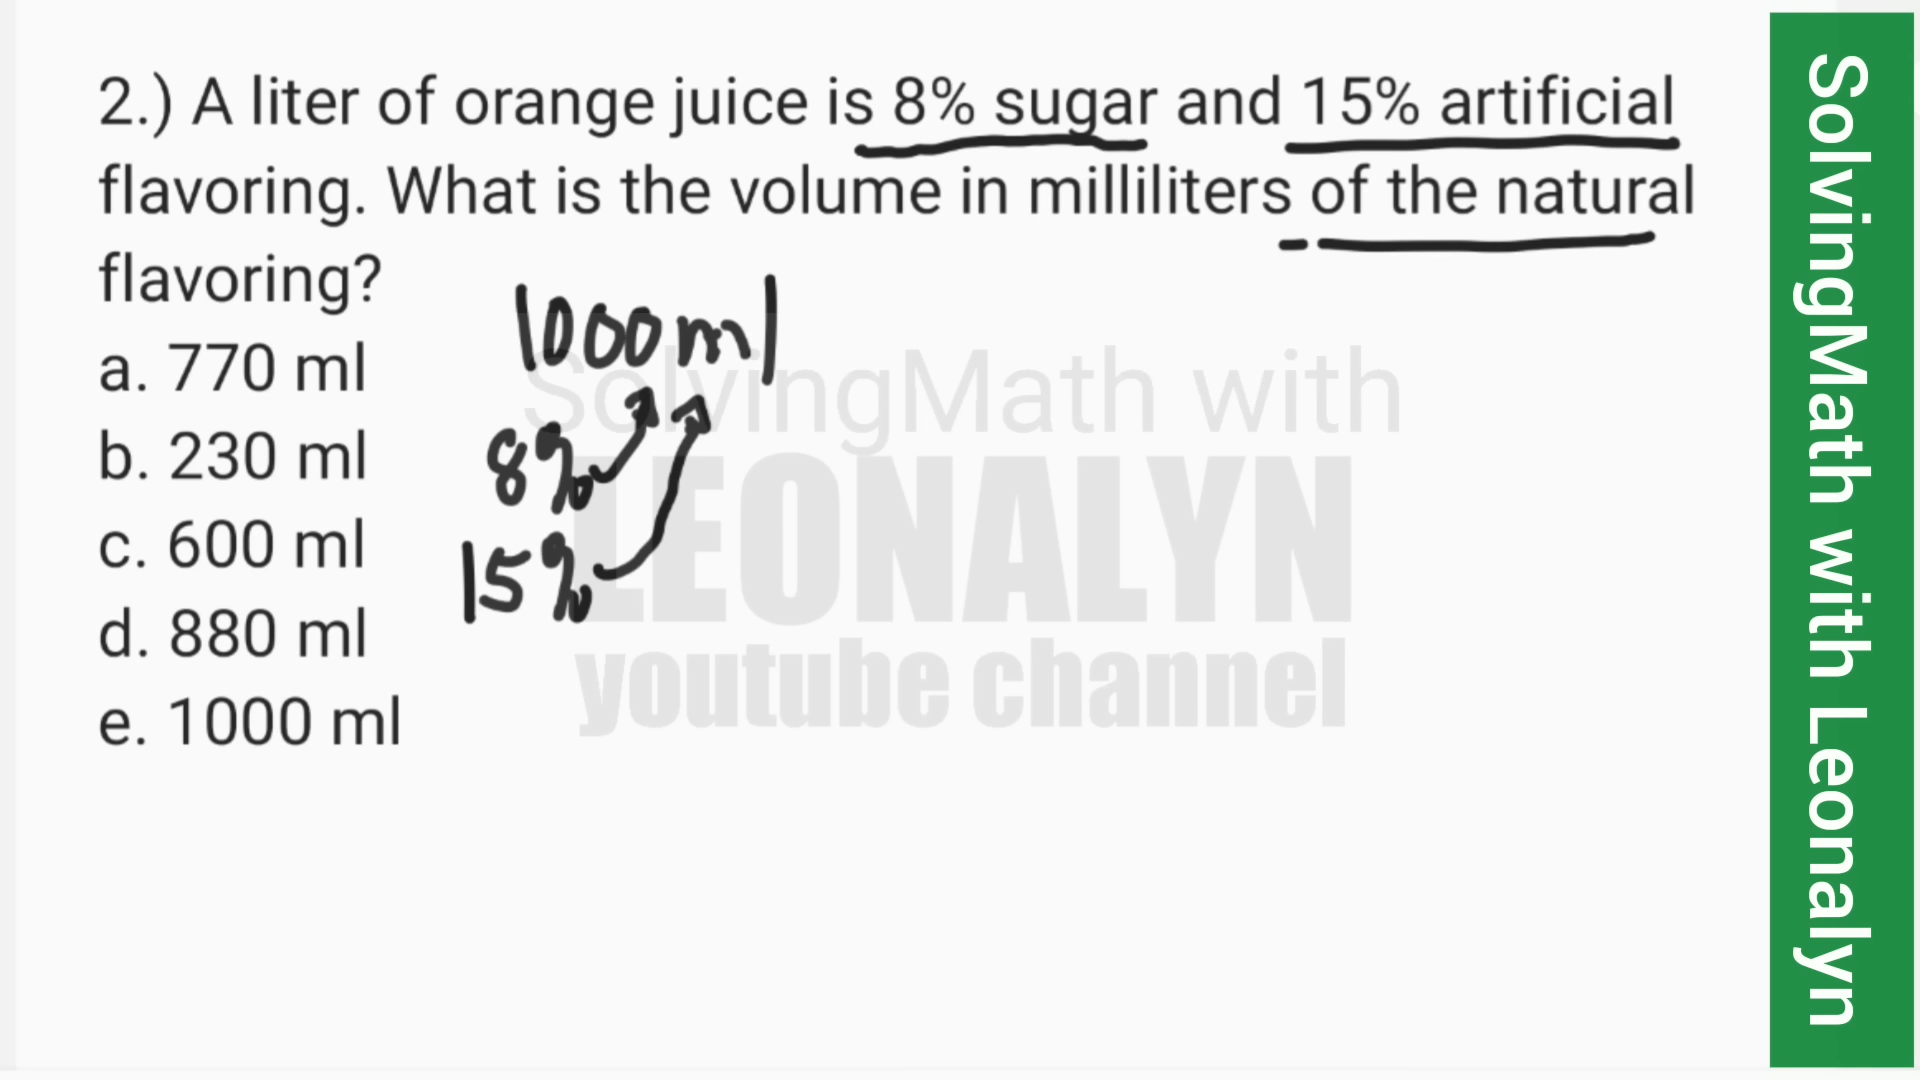 2.) A liter of orange juice is 8% sugar and 15% artificial
flavoring. What is the volume in milliliters of the natural
flavoring?
a. 770 ml
b. 230 ml
c. 600 ml
d. 880 ml
e. 1000 ml
1000 ml
8%
15%
SolvingMath with
LEONALYN
youtube channel
SolvingMath with Leonalyn